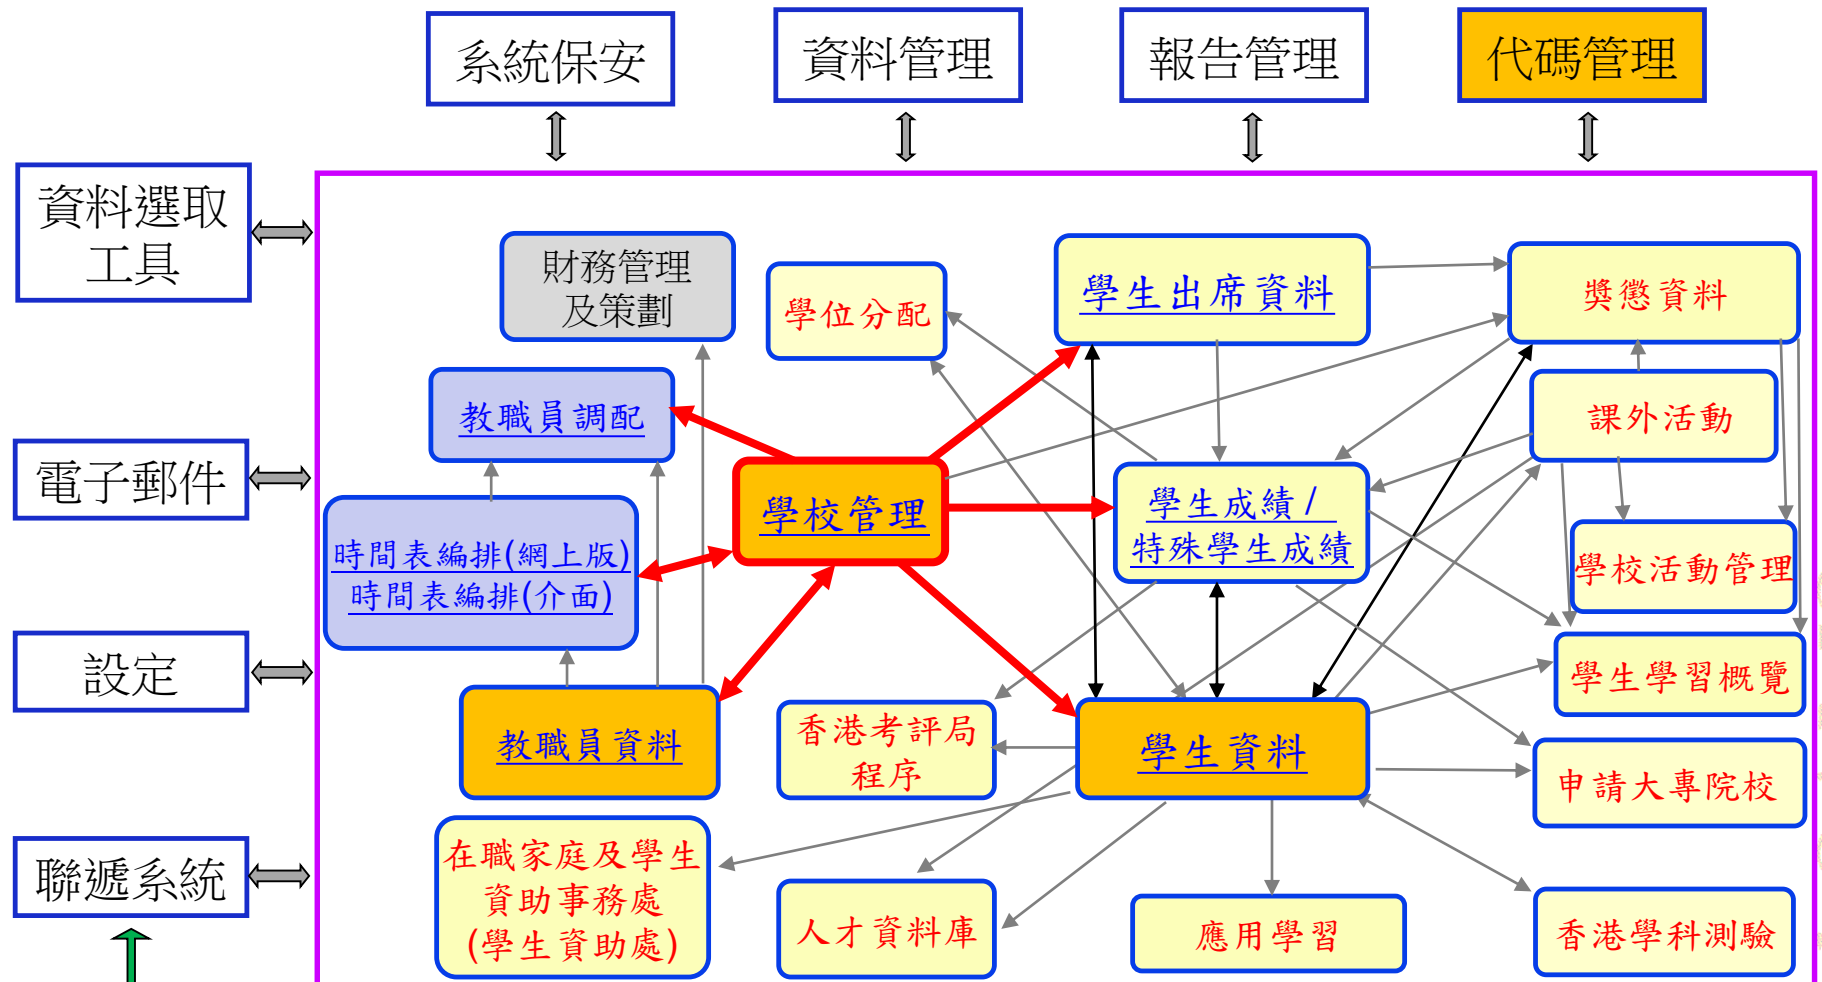 系統保安
資料管理
報告管理
代碼管理
資料選取
工具
電子郵件
設定
聯遞系統
財務管理
及策劃
學位分配
學生出席資料
獎懲資料
教職員調配
課外活動
學校管理
學生成績 /
特殊學生成績
時間表編排(網上版)
時間表編排(介面)
學校活動管理
學生學習概覽
教職員資料
香港考評局
程序
學生資料
申請大專院校
在職家庭及學生
資助事務處
(學生資助處)
人才資料庫
應用學習
香港學科測驗